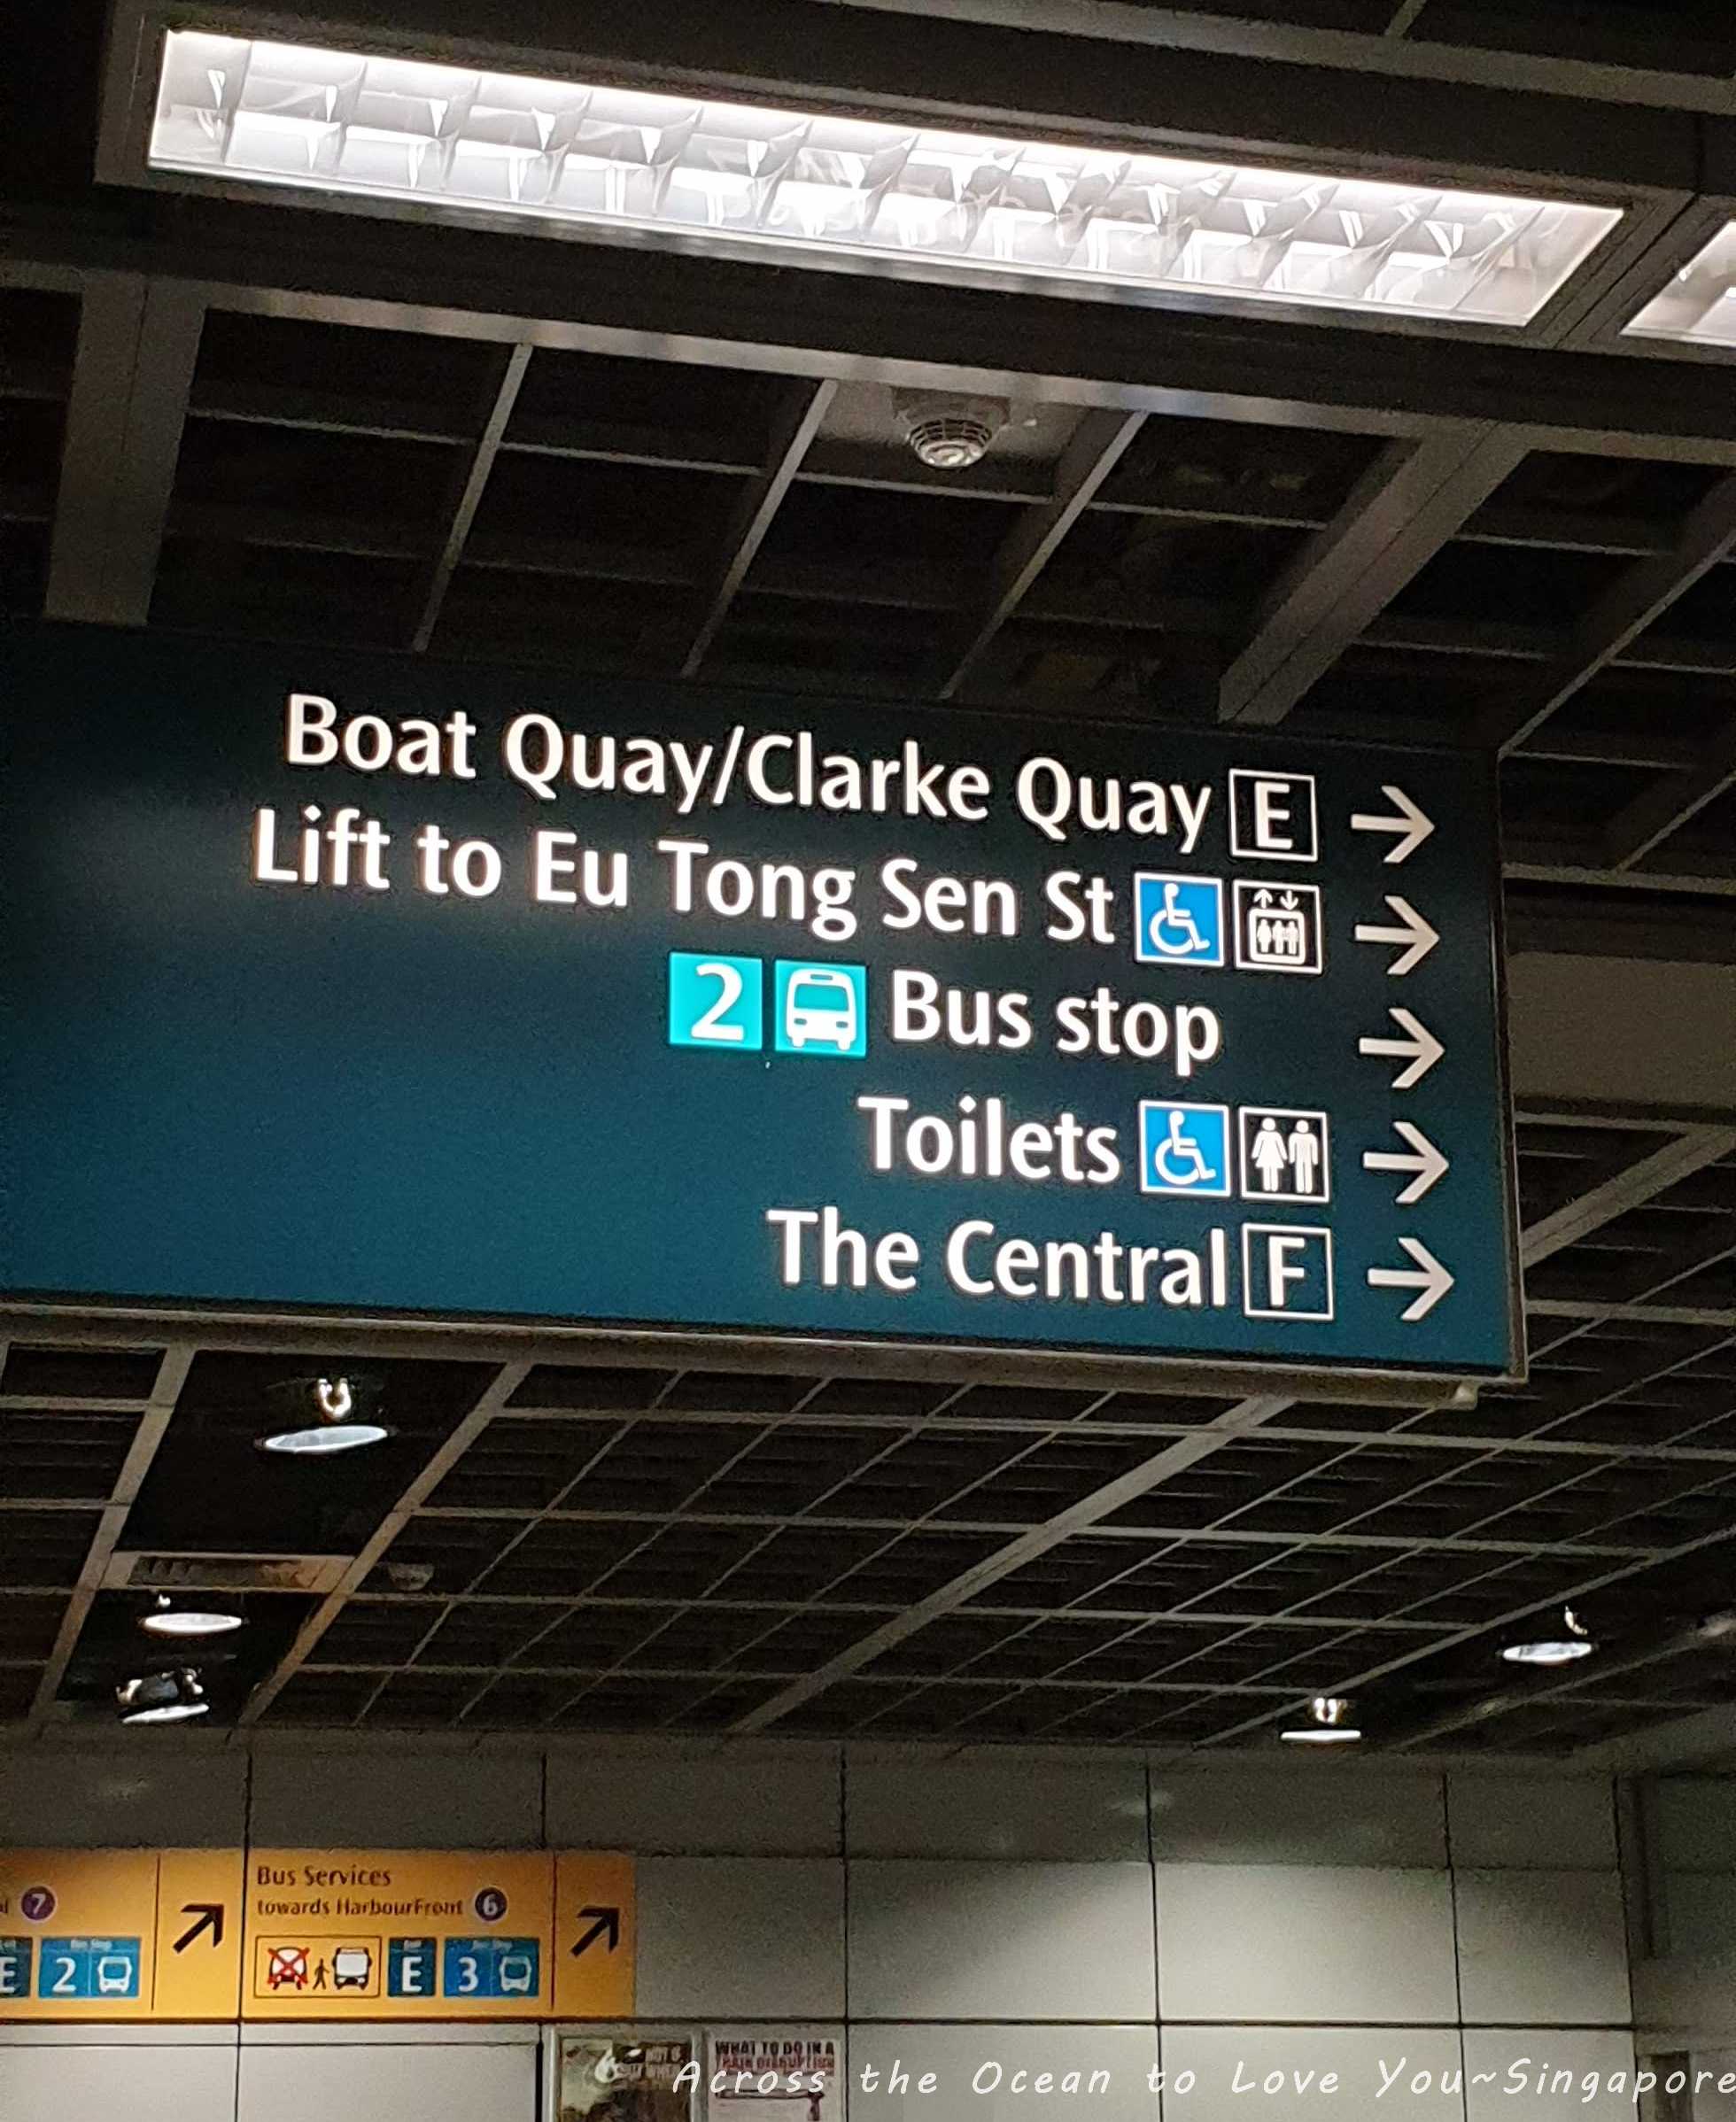 Boat Quay/Clarke Quay E →
Lift to Eu Tong Sen St →
2 Bus stop →
Toilets →
The Central F →
7
E 2
Bus Services
towards HarbourFront 6
E 3
WHAT TO DO IN A
Across the Ocean to Love You~Singapore